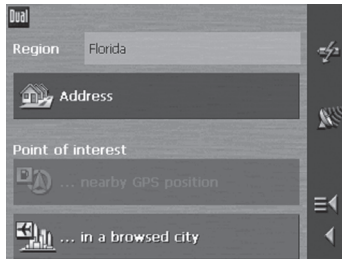 Dual
Region Florida
Address
Point of interest
... nearby GPS position
... in a browsed city